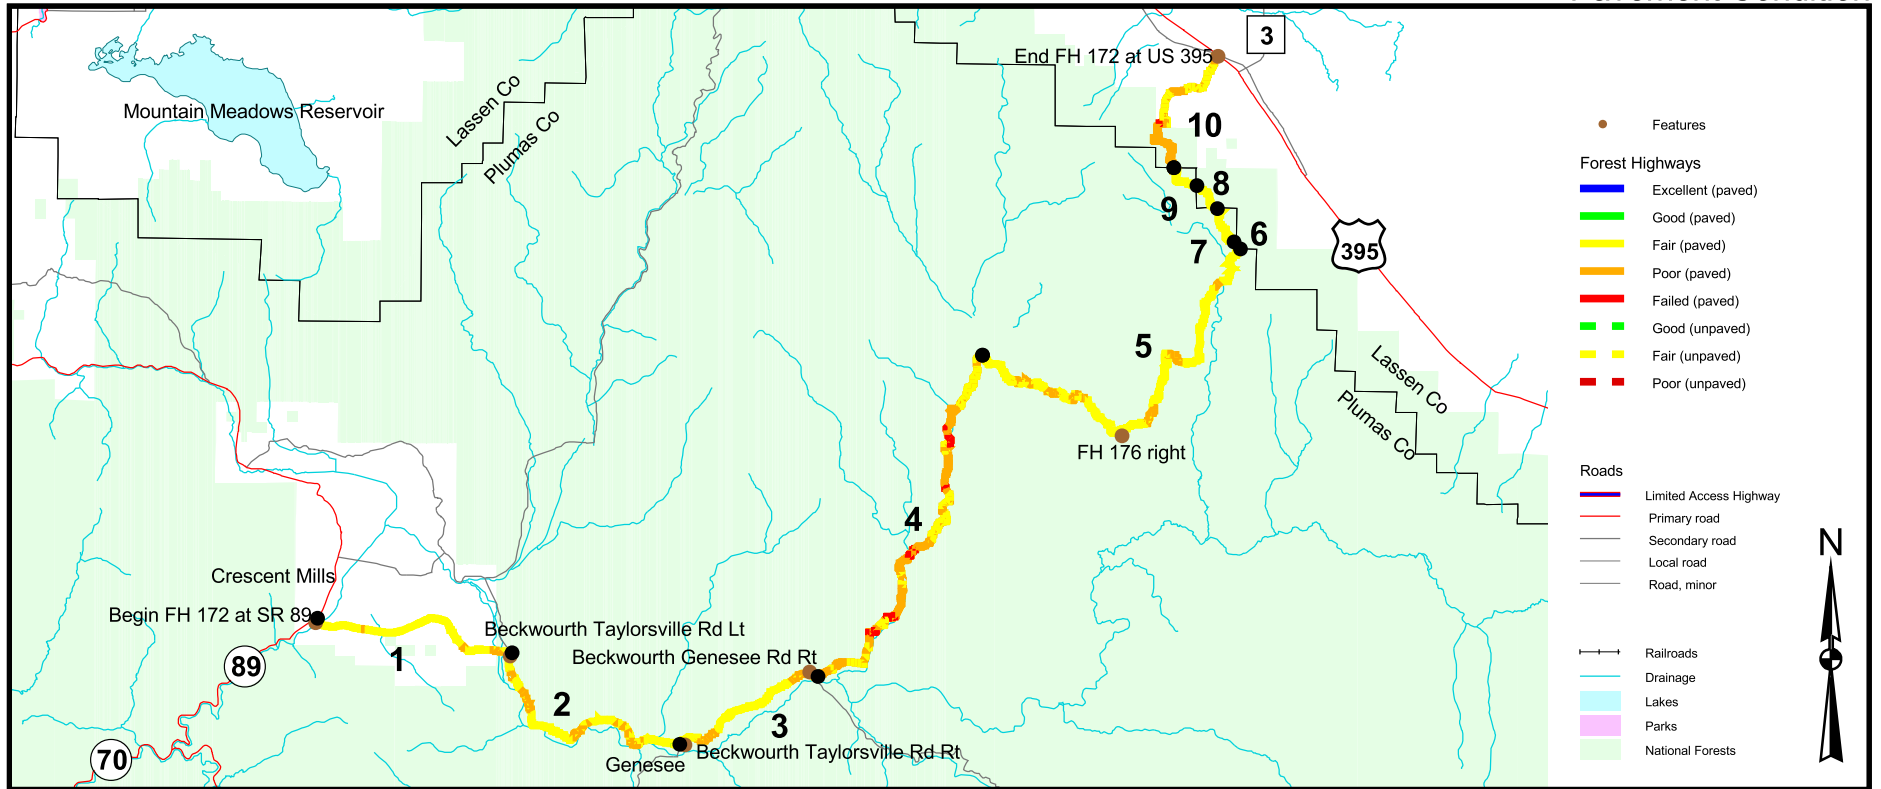 End FH 172 at US 395
3
Mountain Meadows Reservoir
Lassen Co
Plumas Co
10
8
9
6
7
395
5
Lassen Co
Plumas Co
FH 176 right
4
Crescent Mills
Begin FH 172 at SR 89
Beckwourth Taylorsville Rd Lt
Beckwourth Genesee Rd Rt
1
89
2
3
Beckwourth Taylorsville Rd Rt
Genesee
70
Features
Forest Highways
Excellent (paved)
Good (paved)
Fair (paved)
Poor (paved)
Failed (paved)
Good (unpaved)
Fair (unpaved)
Poor (unpaved)
Roads
Limited Access Highway
Primary road
Secondary road
Local road
Road, minor
Railroads
Drainage
Lakes
Parks
National Forests
N